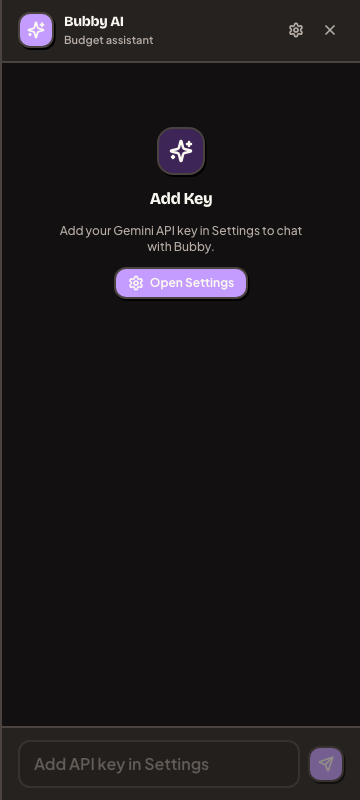 Bubby AI
Budget assistant
Add Key
Add your Gemini API key in Settings to chat
with Bubby.
Open Settings
Add API key in Settings